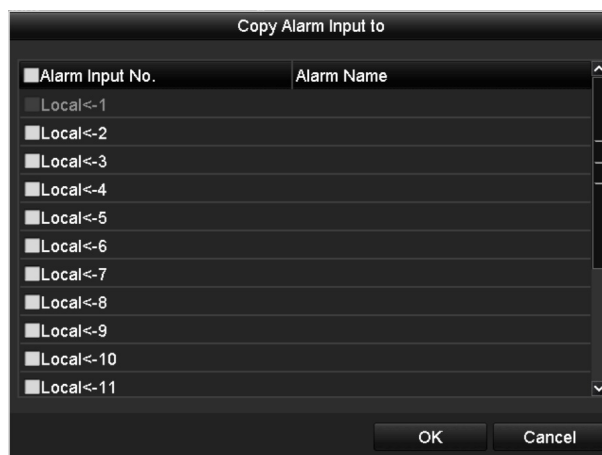 Copy Alarm Input to
Alarm Input No. Alarm Name
Local<-1
Local<-2
Local<-3
Local<-4
Local<-5
Local<-6
Local<-7
Local<-8
Local<-9
Local<-10
Local<-11
OK Cancel